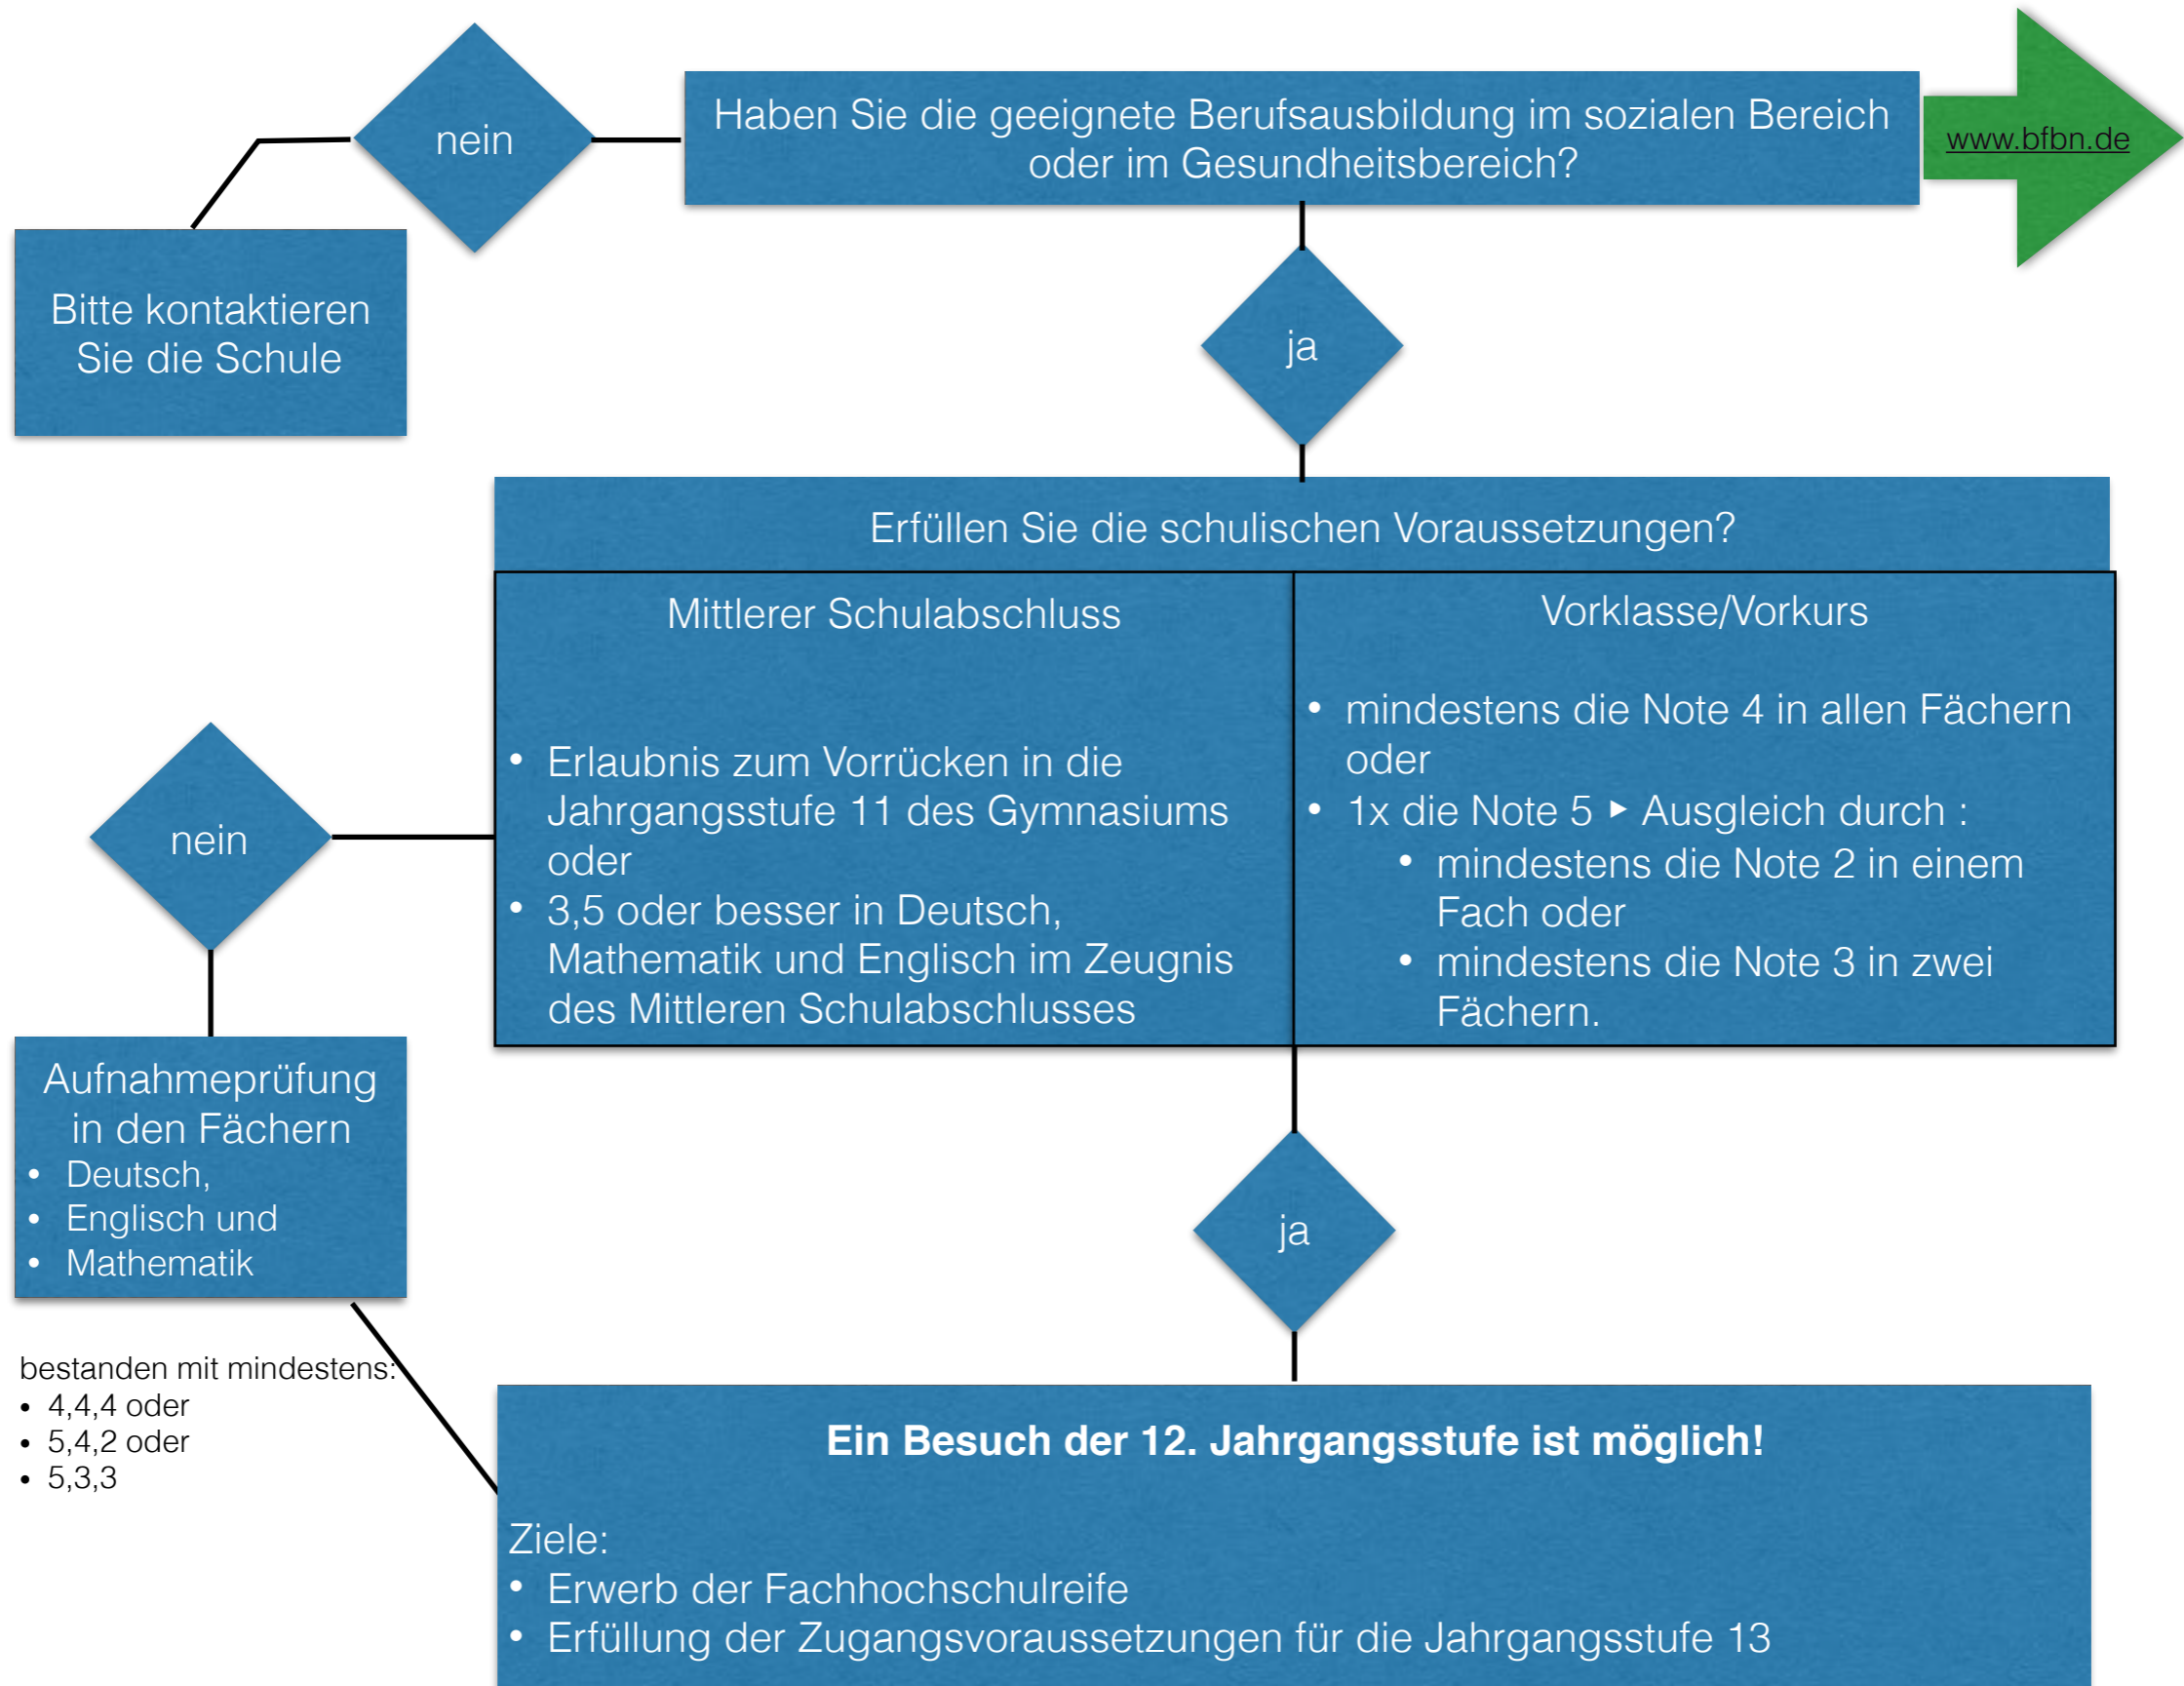 nein
Haben Sie die geeignete Berufsausbildung im sozialen Bereich
oder im Gesundheitsbereich?
www.bfbn.de
Bitte kontaktieren
Sie die Schule
ja
Erfüllen Sie die schulischen Voraussetzungen?
Mittlerer Schulabschluss
• Erlaubnis zum Vorrücken in die
Jahrgangsstufe 11 des Gymnasiums
oder
• 3,5 oder besser in Deutsch,
Mathematik und Englisch im Zeugnis
des Mittleren Schulabschlusses
Vorklasse/Vorkurs
• mindestens die Note 4 in allen Fächern
oder
• 1x die Note 5 ▸ Ausgleich durch :
• mindestens die Note 2 in einem
Fach oder
• mindestens die Note 3 in zwei
Fächern.
nein
Aufnahmeprüfung
in den Fächern
• Deutsch,
• Englisch und
• Mathematik
bestanden mit mindestens:
• 4,4,4 oder
• 5,4,2 oder
• 5,3,3
ja
Ein Besuch der 12. Jahrgangsstufe ist möglich!
Ziele:
• Erwerb der Fachhochschulreife
• Erfüllung der Zugangsvoraussetzungen für die Jahrgangsstufe 13